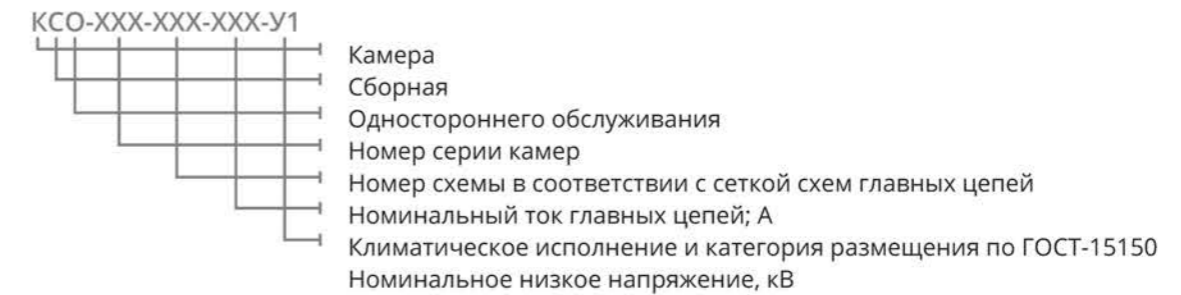 КСО-ХХХ-ХХХ-ХХХ-У1
Камера
Сборная
Одностороннего обслуживания
Номер серии камер
Номер схемы в соответствии с сеткой схем главных цепей
Номинальный ток главных цепей; А
Климатическое исполнение и категория размещения по ГОСТ-15150
Номинальное низкое напряжение, кВ